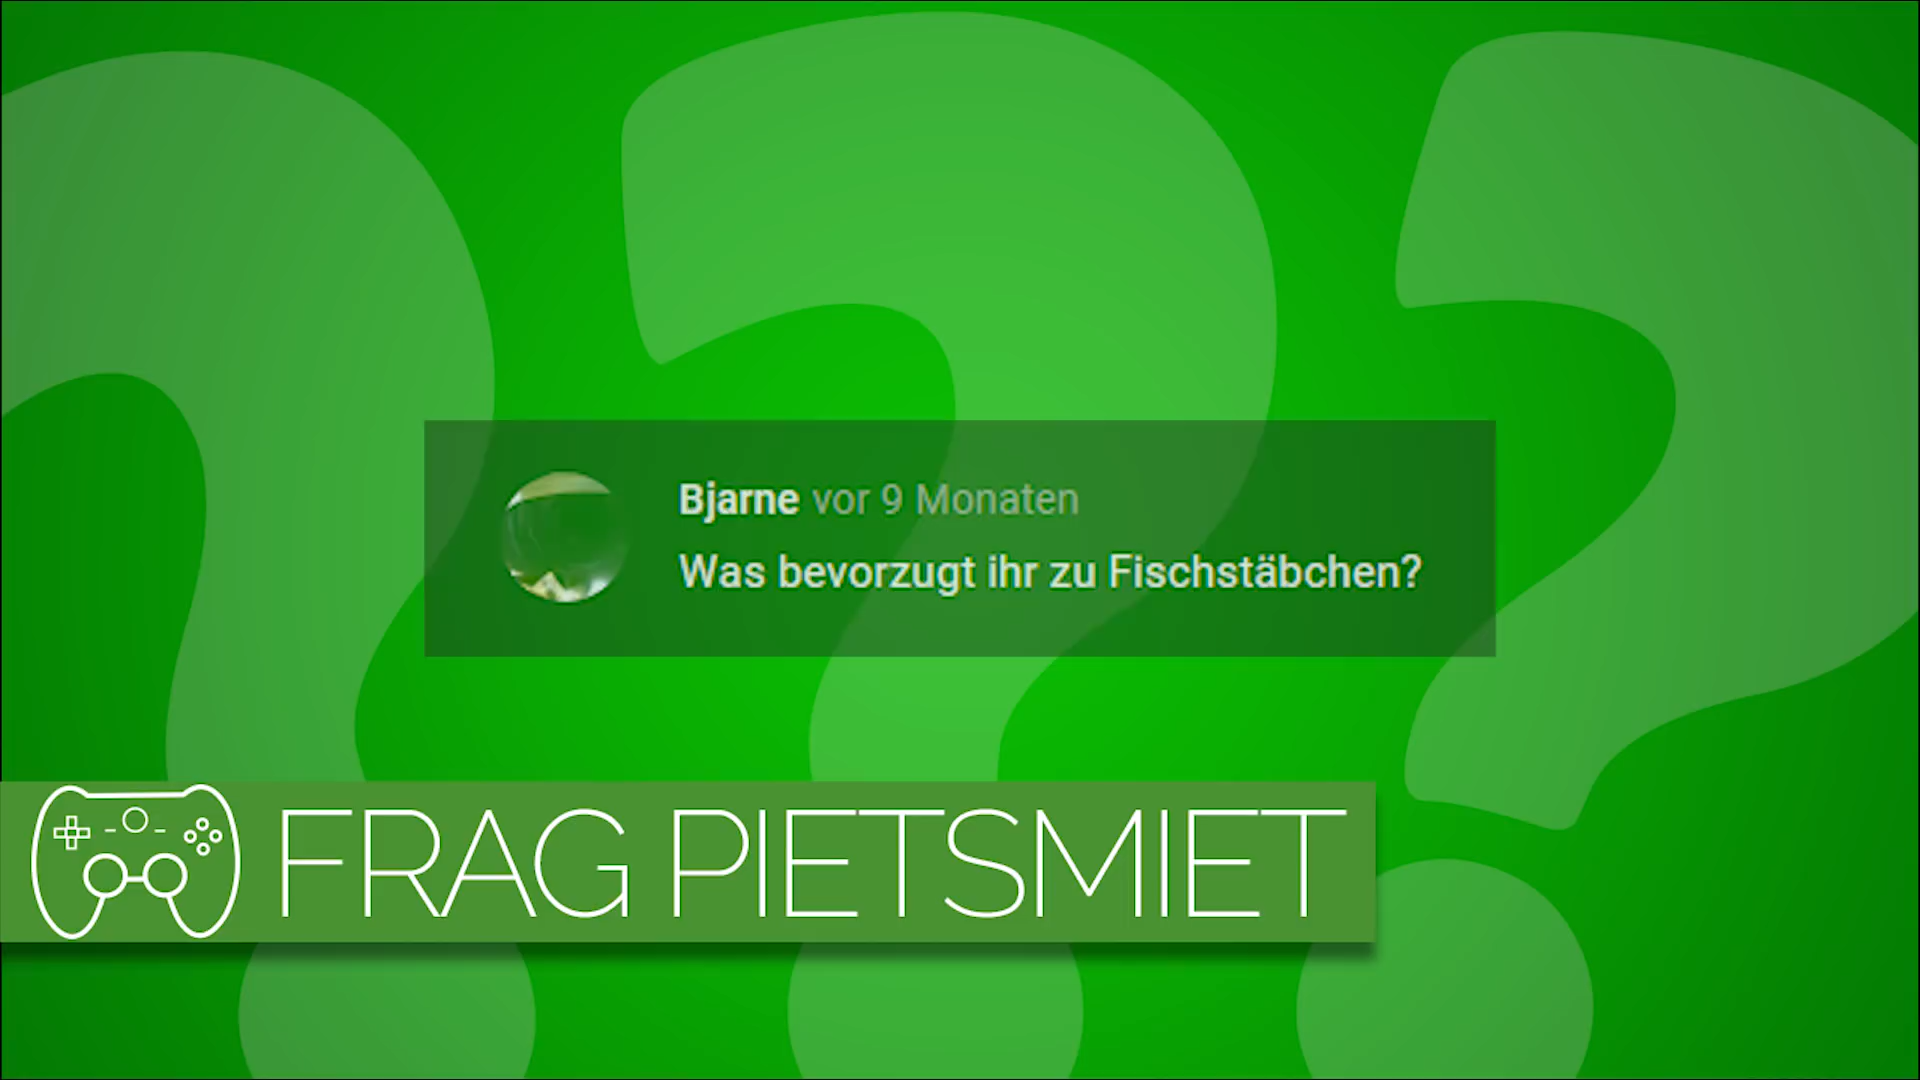 Bjarne vor 9 Monaten
Was bevorzugt ihr zu Fischstäbchen?
FRAG PIETSMIET